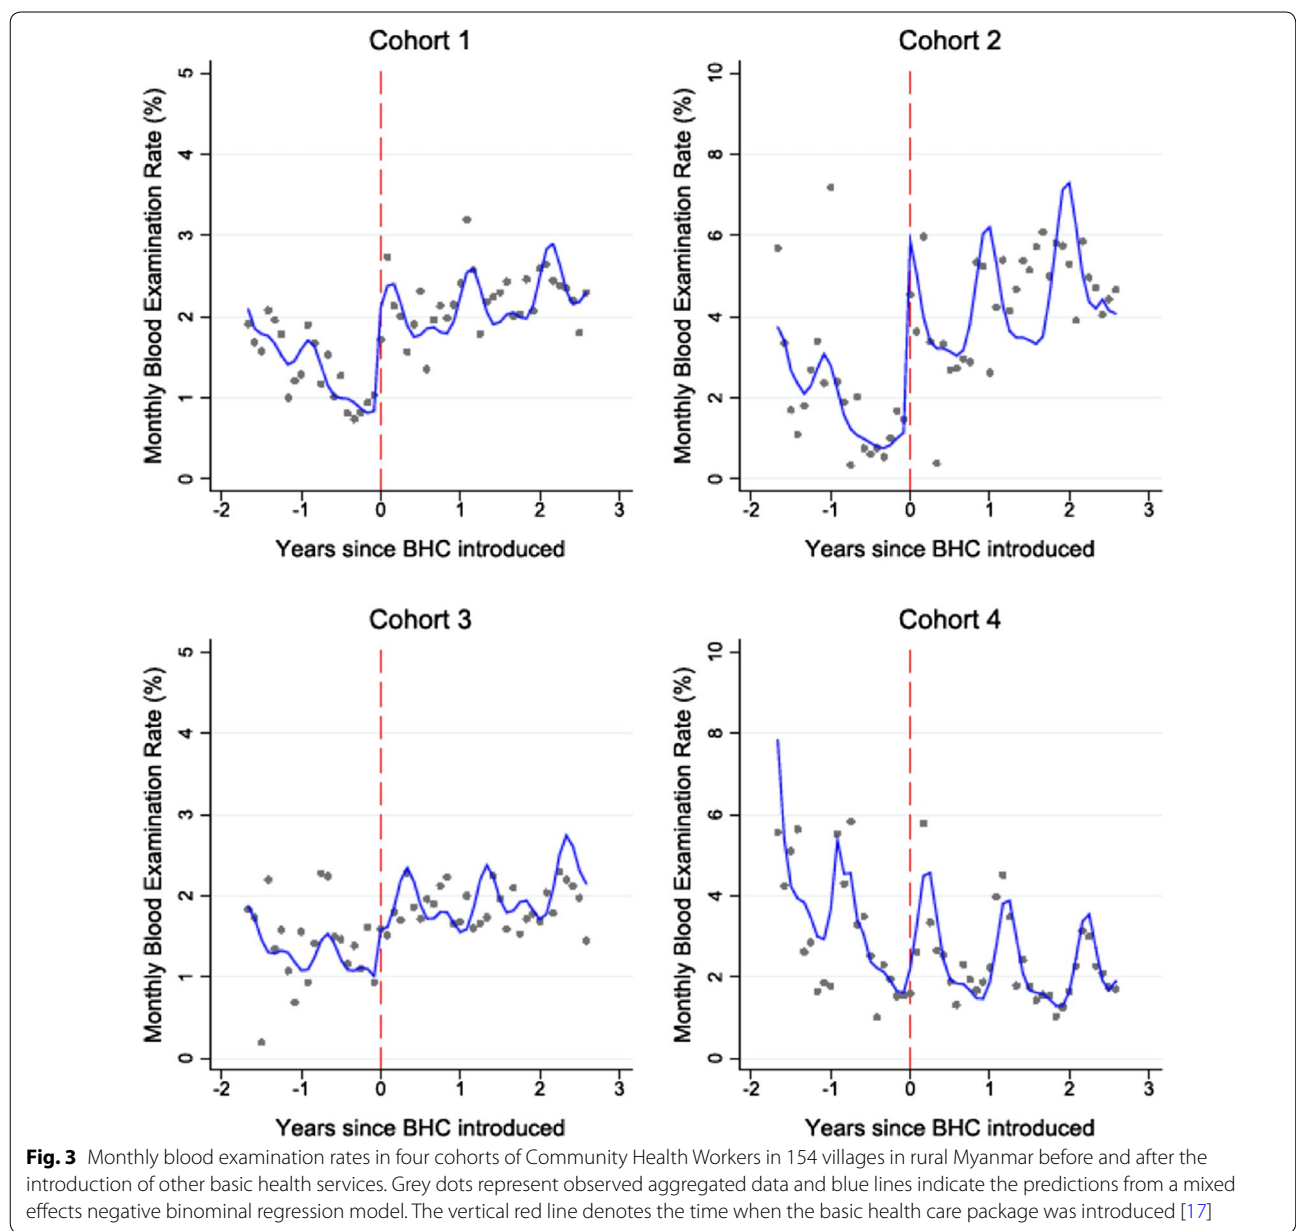 Cohort 1
Monthly Blood Examination Rate (%)
5
4
3
2
1
0
-2 -1 0 1 2 3
Years since BHC introduced
Cohort 2
Monthly Blood Examination Rate (%)
10
8
6
4
2
0
-2 -1 0 1 2 3
Years since BHC introduced
Cohort 3
Monthly Blood Examination Rate (%)
5
4
3
2
1
0
-2 -1 0 1 2 3
Years since BHC introduced
Cohort 4
Monthly Blood Examination Rate (%)
10
8
6
4
2
0
-2 -1 0 1 2 3
Years since BHC introduced
Fig. 3 Monthly blood examination rates in four cohorts of Community Health Workers in 154 villages in rural Myanmar before and after the
introduction of other basic health services. Grey dots represent observed aggregated data and blue lines indicate the predictions from a mixed
effects negative binominal regression model. The vertical red line denotes the time when the basic health care package was introduced [17]